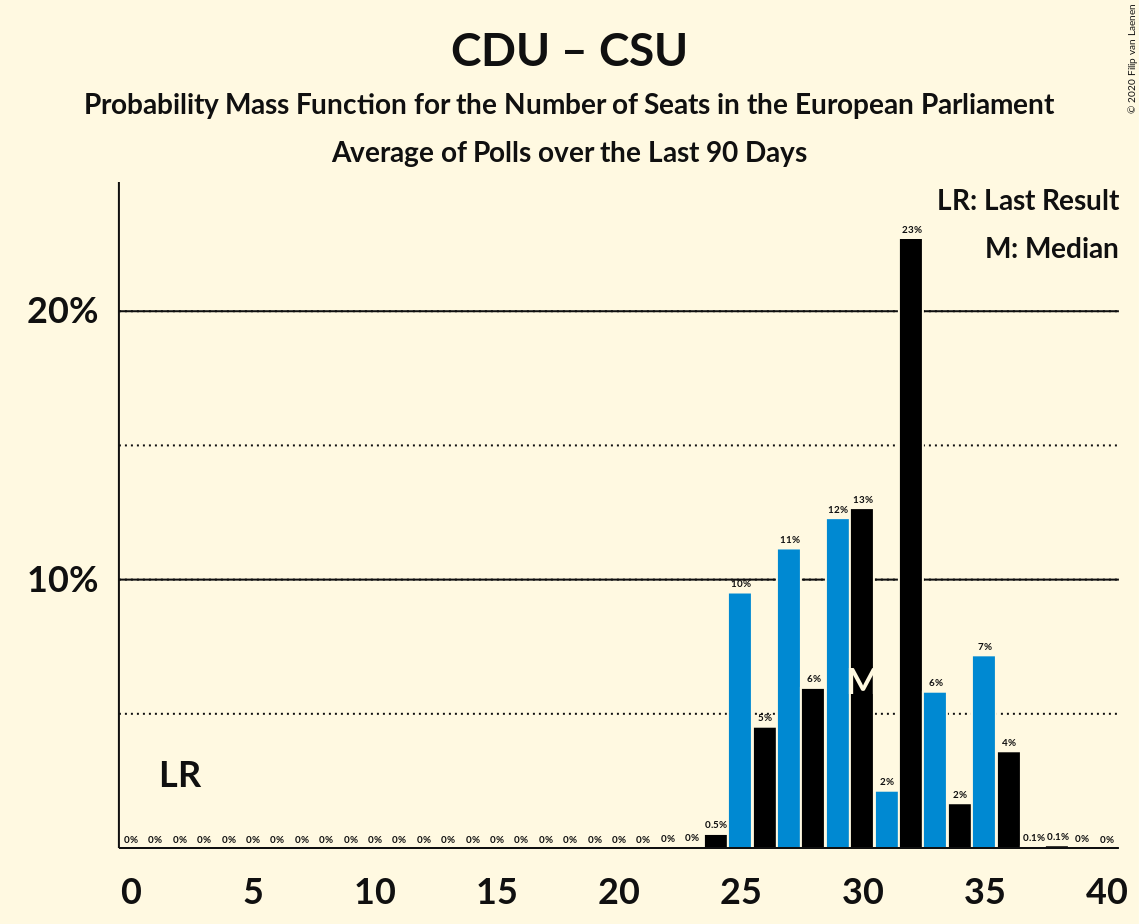 © 2020 Filip van Laenen
CDU – CSU
Probability Mass Function for the Number of Seats in the European Parliament
Average of Polls over the Last 90 Days
LR: Last Result
M: Median
23%
20%
13%
12%
11%
10%
10%
7%
M
6%
6%
5%
4%
LR
2%
2%
0% 0% 0% 0% 0% 0% 0% 0% 0% 0% 0% 0% 0% 0% 0% 0% 0% 0% 0% 0% 0% 0% 0% 0% 0.5% 0.1% 0.1% 0% 0%
0 5 10 15 20 25 30 35 40